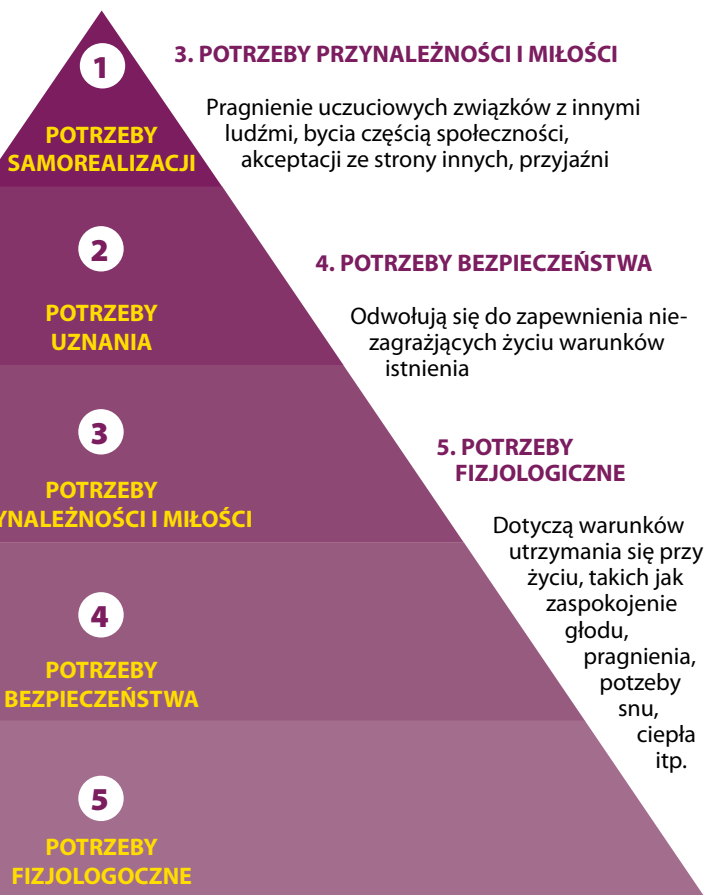 1
POTRZEBY
SAMOREALIZACJI
2
POTRZEBY
UZNANIA
3
POTRZEBY
YNALEŻNOŚCI I MIŁOŚCI
4
POTRZEBY
BEZPIECZEŃSTWA
5
POTRZEBY
FIZJOLOGOCZNE
3. POTRZEBY PRZYNALEŻNOŚCI I MIŁOŚCI
Pragnienie uczuciowych związków z innymi
ludźmi, bycia częścią społeczności,
akceptacji ze strony innych, przyjaźni
4. POTRZEBY BEZPIECZEŃSTWA
Odwołują się do zapewnienia nie-
zagrażjących życiu warunków
istnienia
5. POTRZEBY
FIZJOLOGICZNE
Dotyczą warunków
utrzymania się przy
życiu, takich jak
zaspokojenie
głodu,
pragnienia,
potzeby
snu,
ciepła
itp.